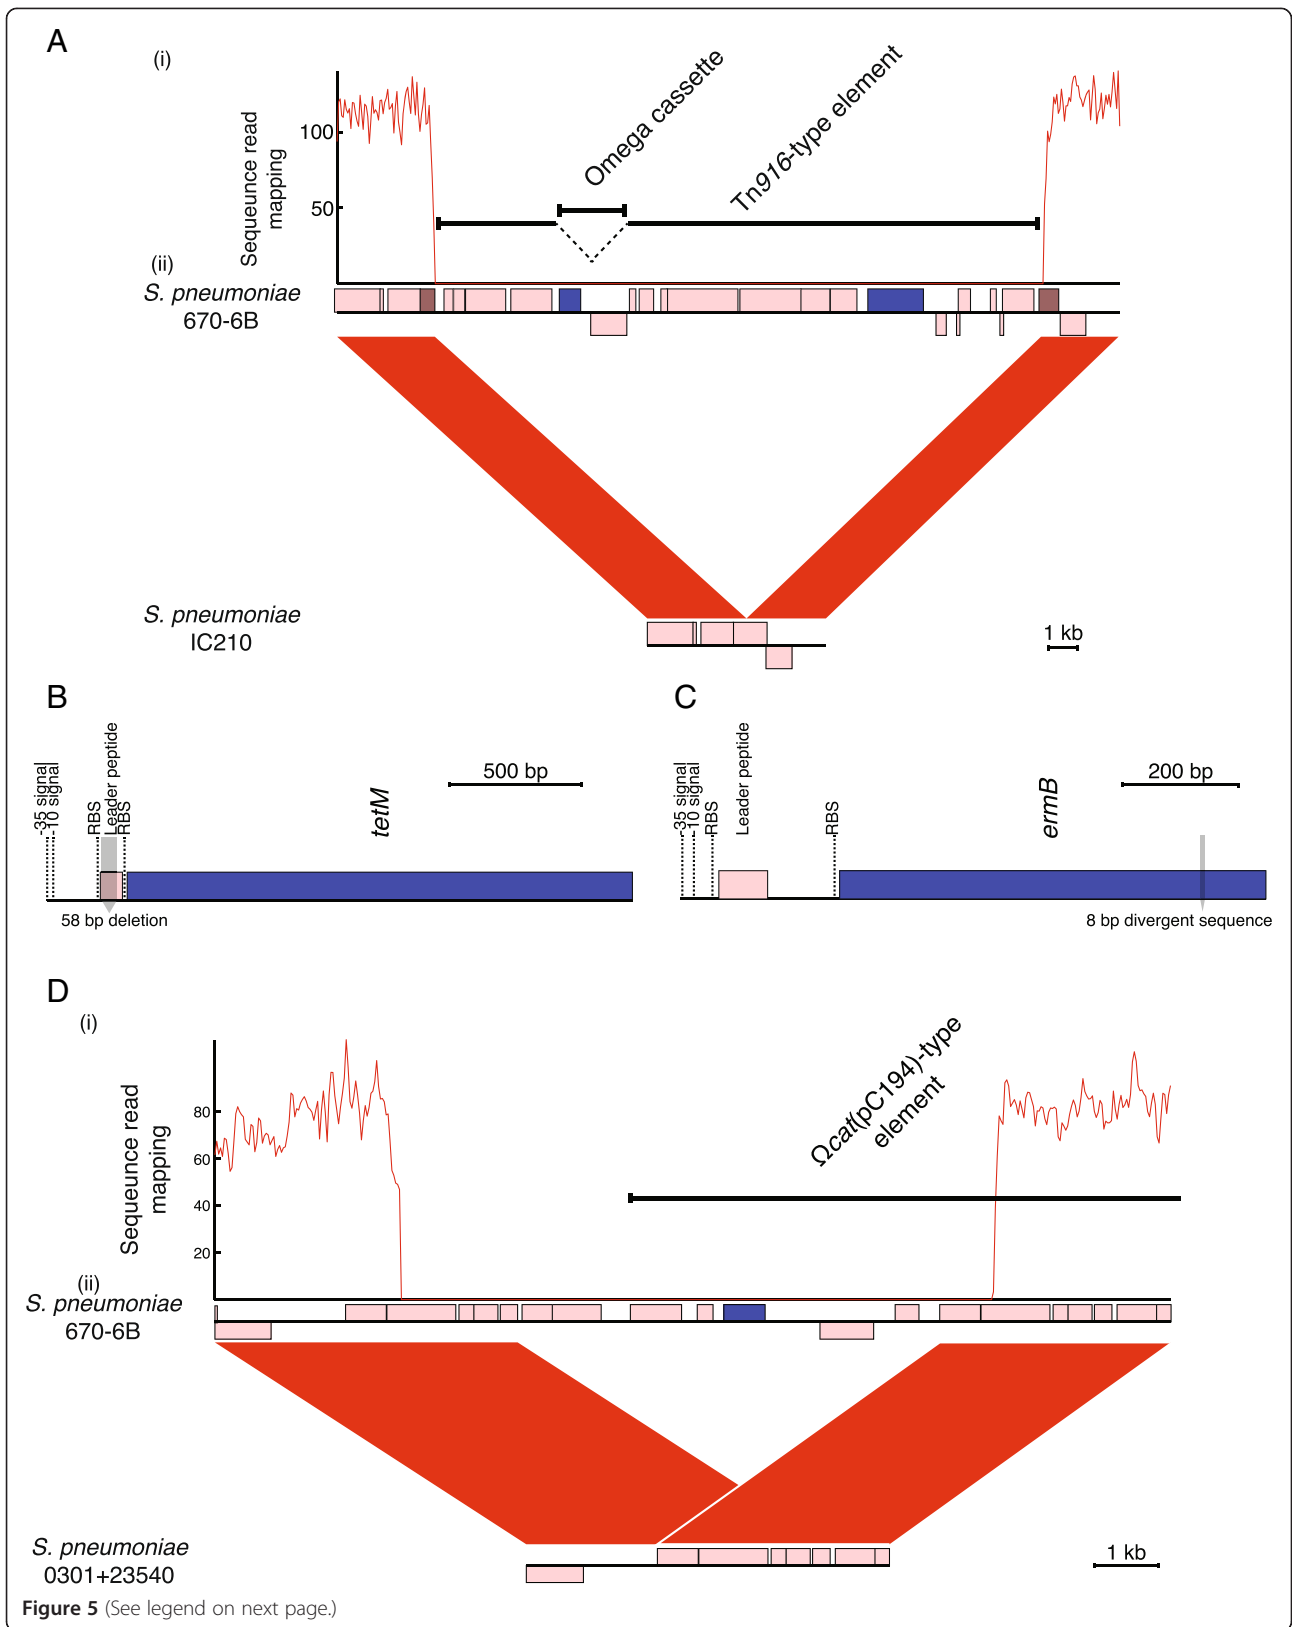 A
(i)
Sequeunce read
mapping
100
50
Omega cassette
Tn916-type element
(ii)
S. pneumoniae
670-6B
S. pneumoniae
IC210
1 kb
B
-35 signal
-10 signal
RBS
Leader peptide
RBS
tetM
500 bp
58 bp deletion
C
-35 signal
-10 signal
RBS
Leader peptide
RBS
ermB
200 bp
8 bp divergent sequence
D
(i)
Sequeunce read
mapping
80
60
40
20
Ωcat(pC194)-type
element
(ii)
S. pneumoniae
670-6B
S. pneumoniae
0301+23540
1 kb
Figure 5 (See legend on next page.)